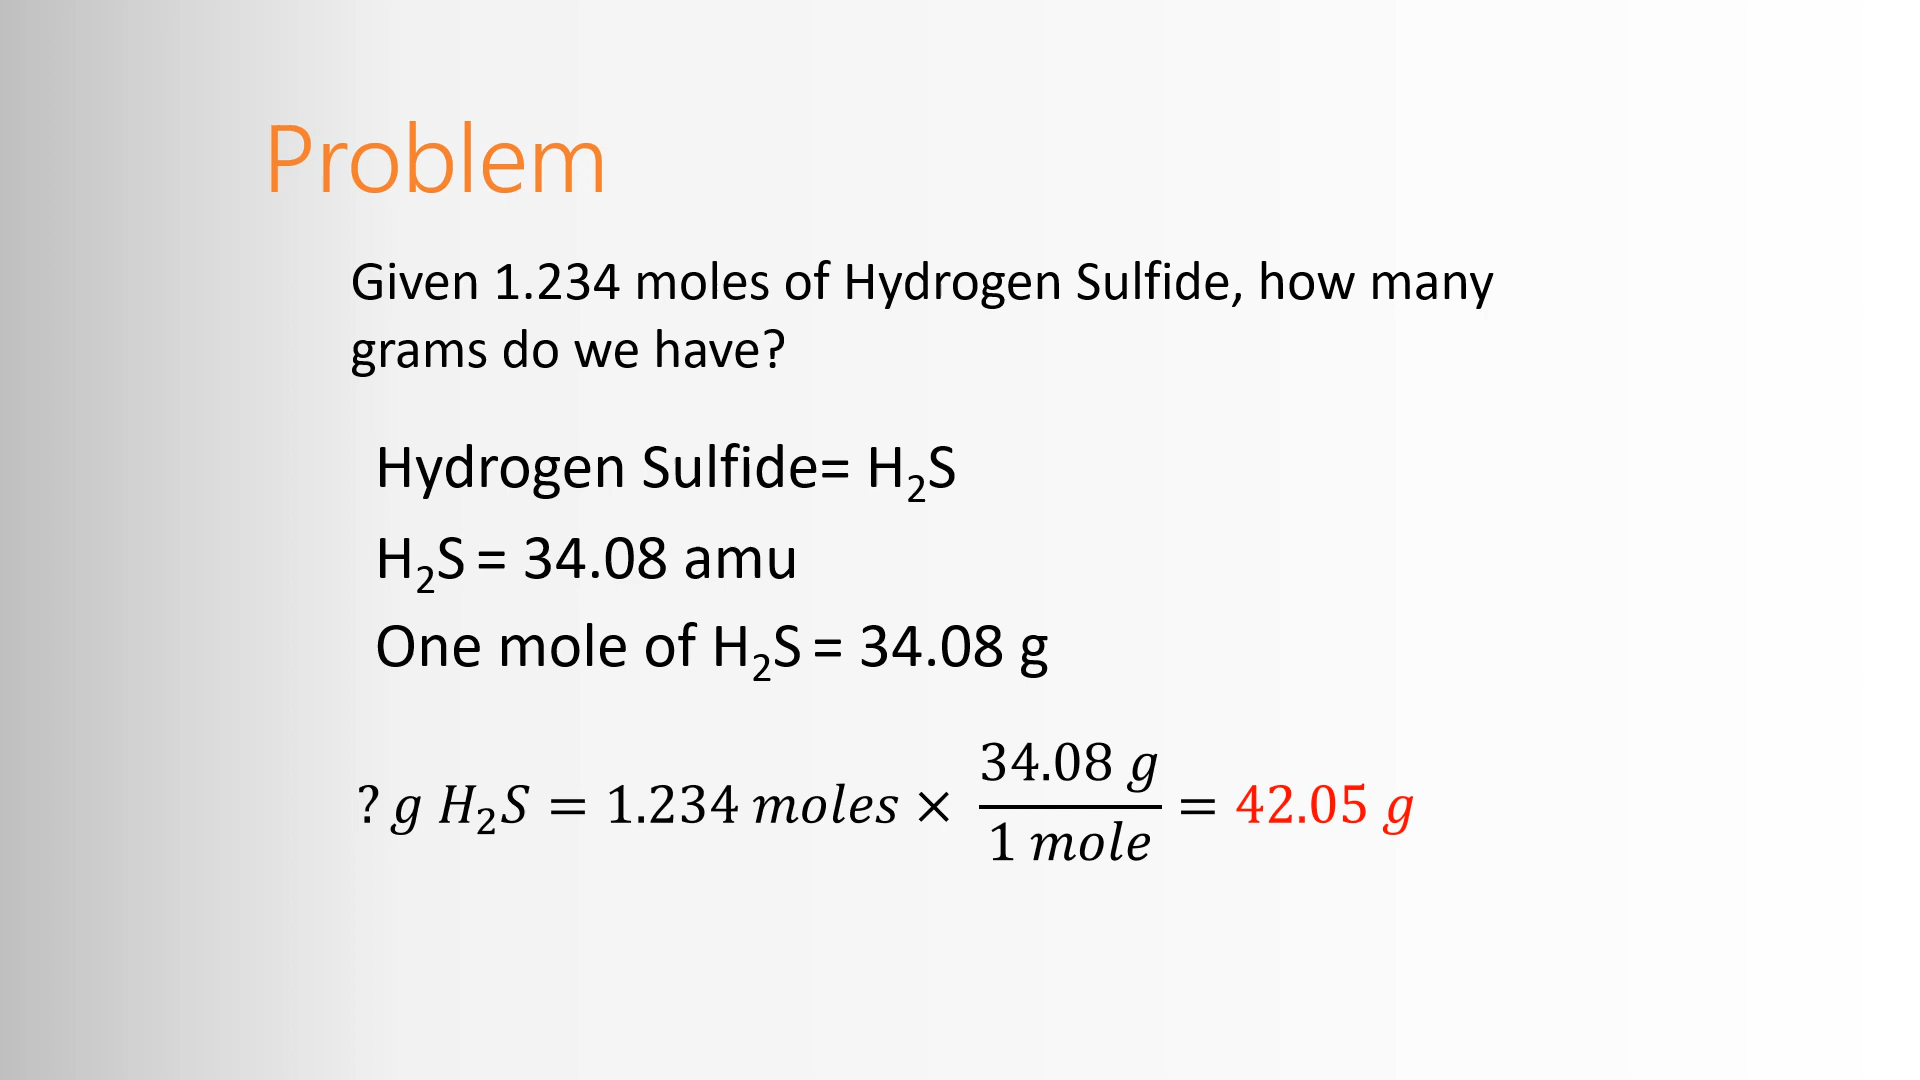 Problem
Given 1.234 moles of Hydrogen Sulfide, how many
grams do we have?
Hydrogen Sulfide= H₂S
H₂S = 34.08 amu
One mole of H₂S = 34.08 g
? g H₂S = 1.234 moles × 34.08 g / 1 mole = 42.05 g